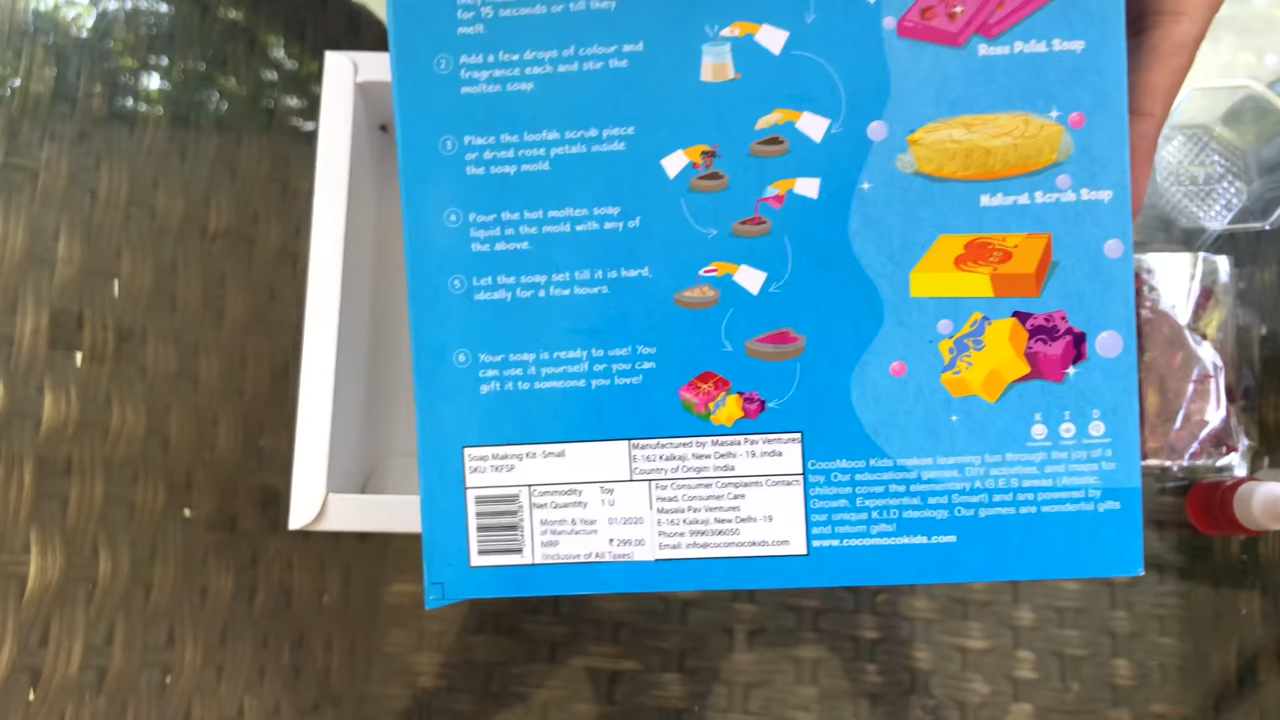 for 15 seconds or till they
melt.
2 Add a few drops of colour and
fragrance each and stir the
molten soap.
3 Place the loofah scrub piece
or dried rose petals inside
the soap mold.
4 Pour the hot molten soap
liquid in the mold with any of
the above.
5 Let the soap set till it is hard,
ideally for a few hours.
6 Your soap is ready to use! You
can use it yourself or you can
gift it to someone you love!
Rose Petal Soap
Natural Scrub Soap
K I D
Soap Making Kit -Small
SKU: TKFSP
Manufactured by: Masala Pav Ventures
E-162 Kalkaji, New Delhi - 19, India
Country of Origin: India
Commodity Toy
Net Quantity 1 U
Month & Year 01/2020
of Manufacture
MRP ₹ 299.00
(Inclusive of All Taxes)
For Consumer Complaints Contact:
Head, Consumer Care
Masala Pav Ventures
E-162 Kalkaji, New Delhi -19
Phone: 9990306050
Email: info@cocomocokids.com
CocoMoco Kids makes learning fun through the joy of a
toy. Our educational games, DIY activities, and maps for
children cover the elementary A.G.E.S areas (Artistic,
Growth, Experiential, and Smart) and are powered by
our unique K.I.D ideology. Our games are wonderful gifts
and return gifts!
www.cocomocokids.com